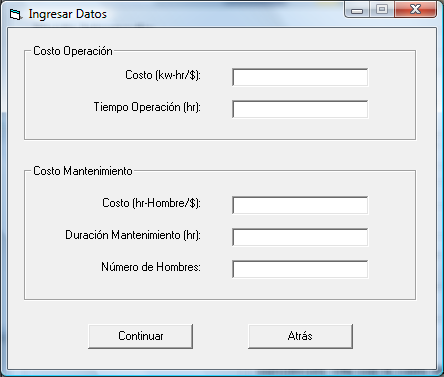 Ingresar Datos
Costo Operación
Costo (kw-hr/$):
Tiempo Operación (hr):
Costo Mantenimiento
Costo (hr-Hombre/$):
Duración Mantenimiento (hr):
Número de Hombres:
Continuar
Atrás